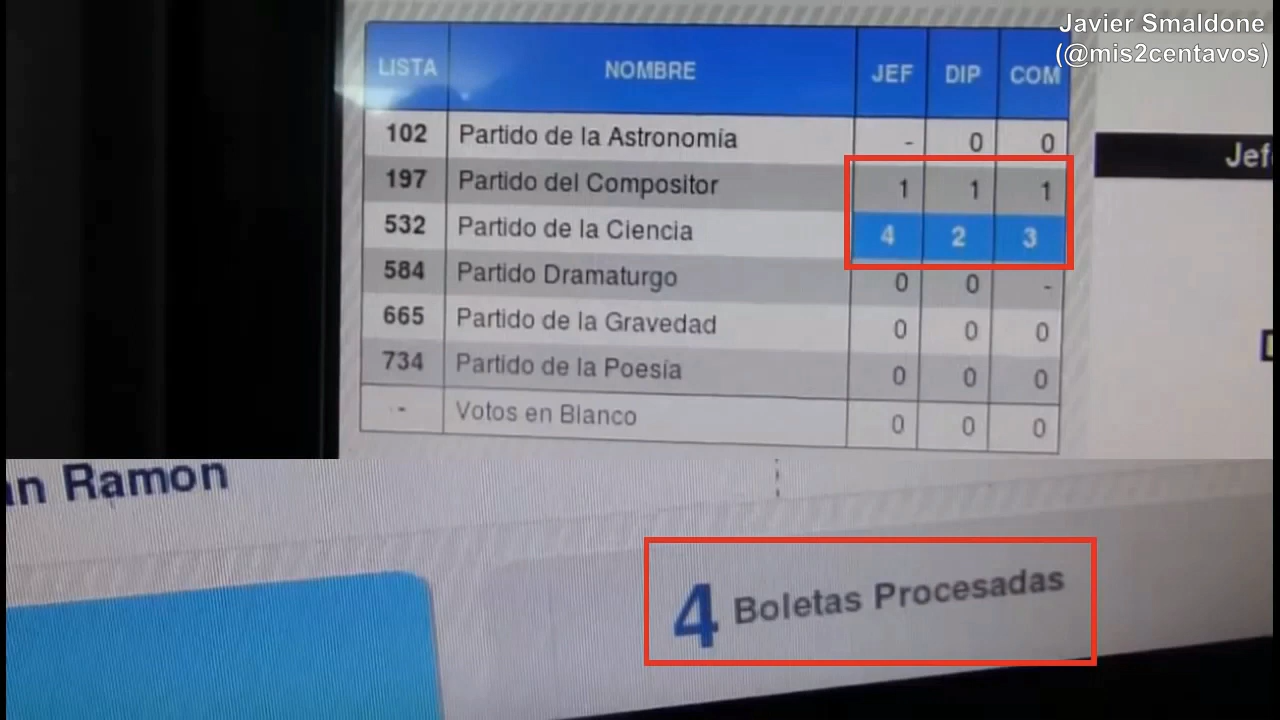 Javier Smaldone
(@mis2centavos)
LISTA NOMBRE JEF DIP COM
102 Partido de la Astronomía - 0 0
197 Partido del Compositor 1 1 1
532 Partido de la Ciencia 4 2 3
584 Partido Dramaturgo 0 0 -
665 Partido de la Gravedad 0 0 0
734 Partido de la Poesía 0 0 0
- Votos en Blanco 0 0 0
Jef
n Ramon
4 Boletas Procesadas